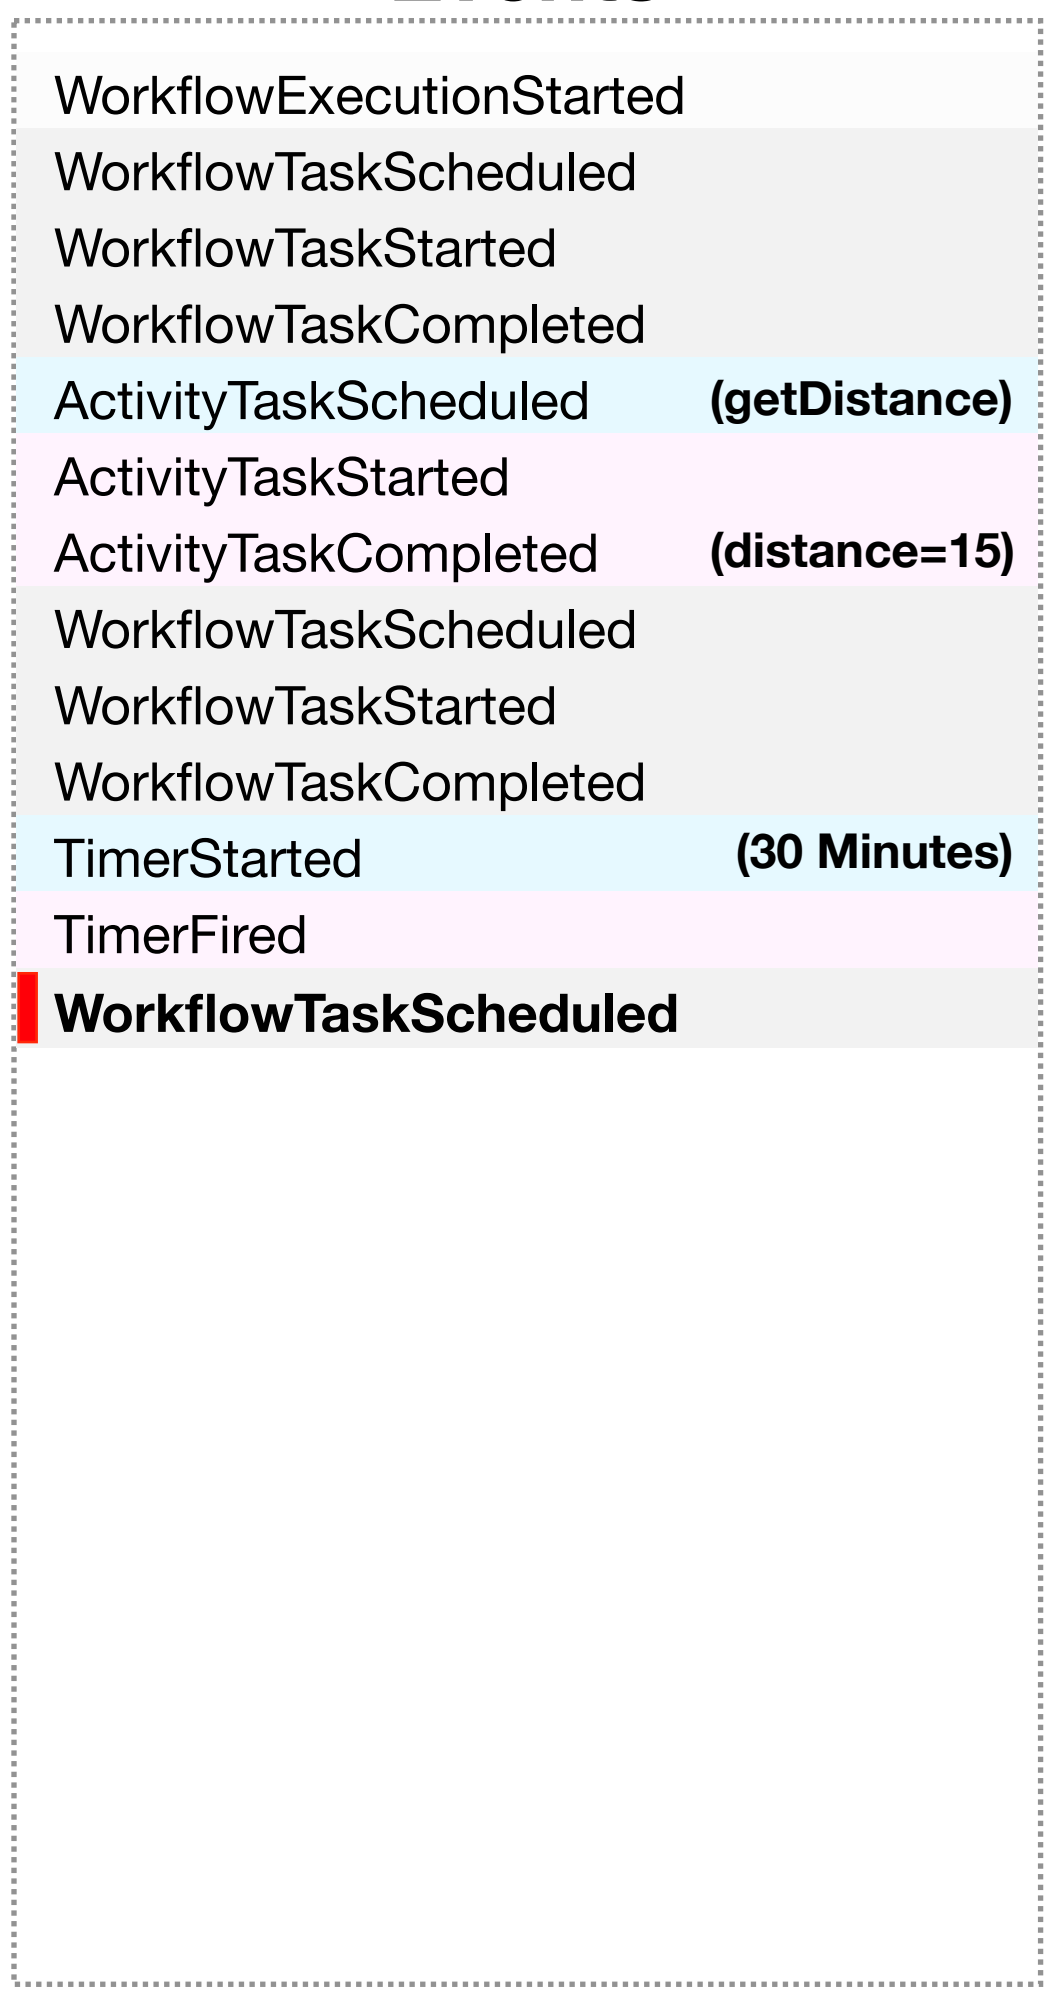 WorkflowExecutionStarted
WorkflowTaskScheduled
WorkflowTaskStarted
WorkflowTaskCompleted
ActivityTaskScheduled (getDistance)
ActivityTaskStarted
ActivityTaskCompleted (distance=15)
WorkflowTaskScheduled
WorkflowTaskStarted
WorkflowTaskCompleted
TimerStarted (30 Minutes)
TimerFired
WorkflowTaskScheduled